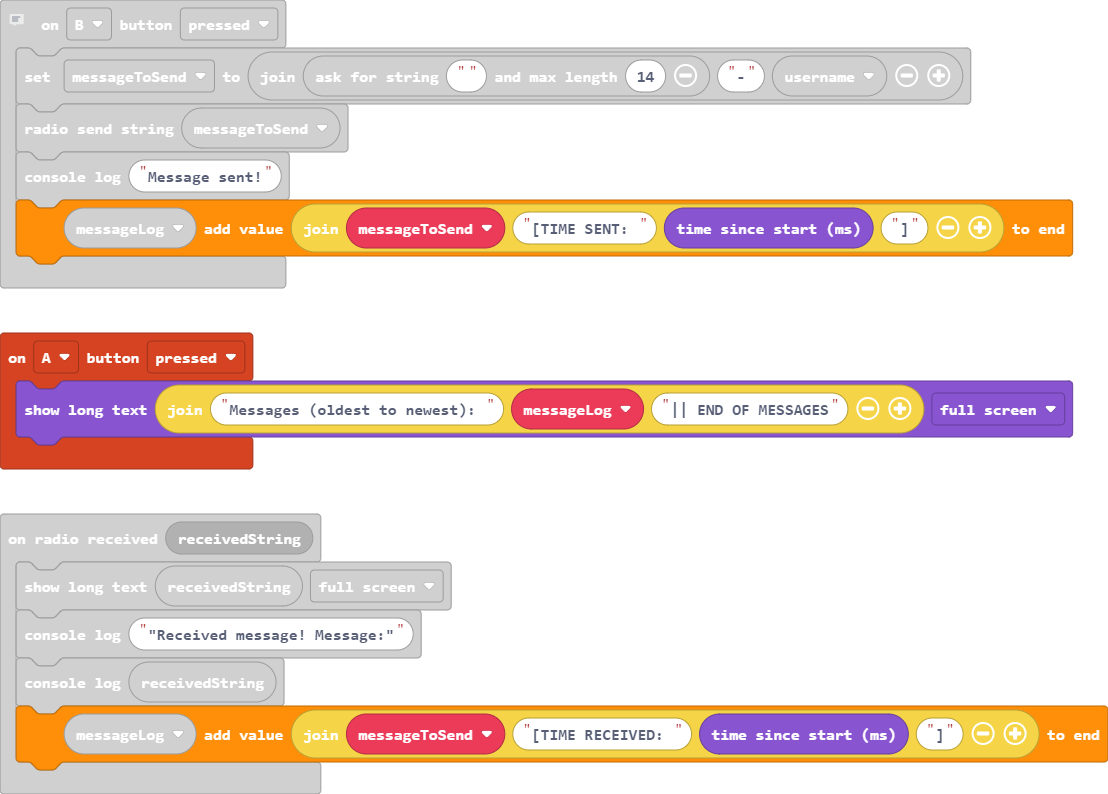 on B button pressed
set messageToSend to join ask for string "" and max length 14 "-" username
radio send string messageToSend
console log "Message sent!"
messageLog add value join messageToSend "[TIME SENT: " time since start (ms) "]" to end
on A button pressed
show long text join "Messages (oldest to newest): " messageLog "|| END OF MESSAGES" full screen
on radio received receivedString
show long text receivedString full screen
console log ""Received message! Message:""
console log receivedString
messageLog add value join messageToSend "[TIME RECEIVED: " time since start (ms) "]" to end